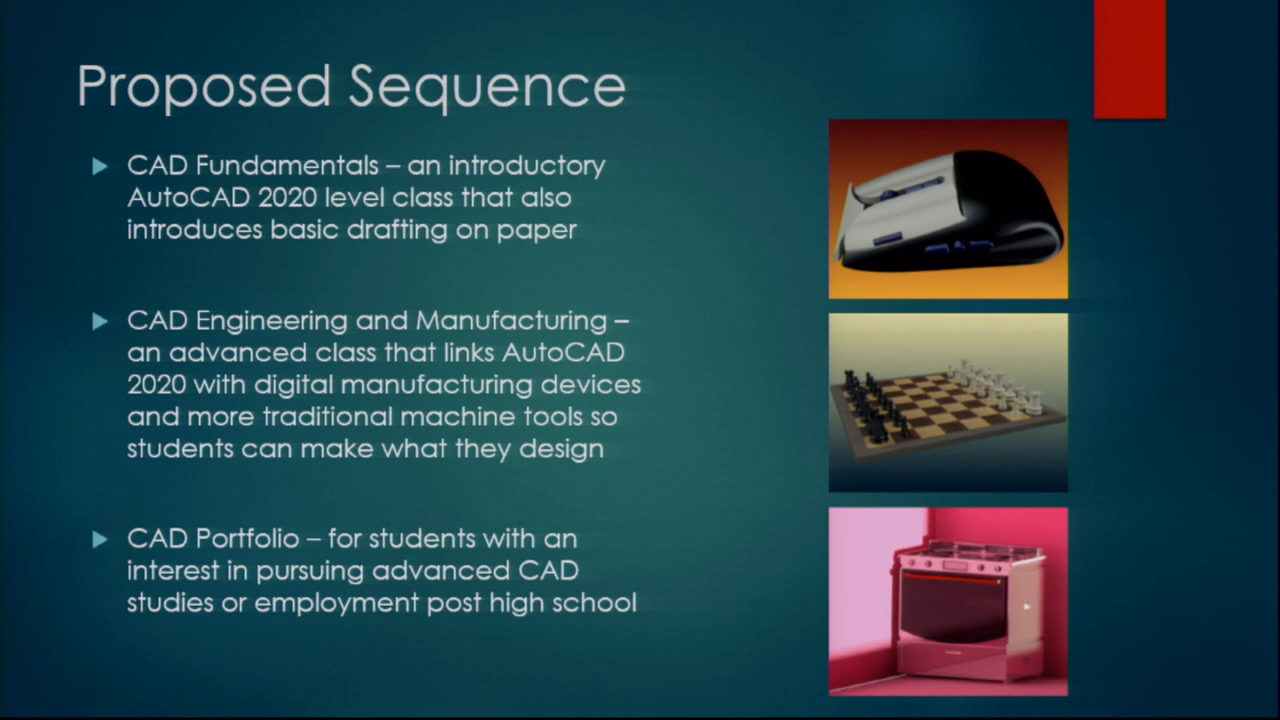 Proposed Sequence
CAD Fundamentals – an introductory
AutoCAD 2020 level class that also
introduces basic drafting on paper
CAD Engineering and Manufacturing –
an advanced class that links AutoCAD
2020 with digital manufacturing devices
and more traditional machine tools so
students can make what they design
CAD Portfolio – for students with an
interest in pursuing advanced CAD
studies or employment post high school